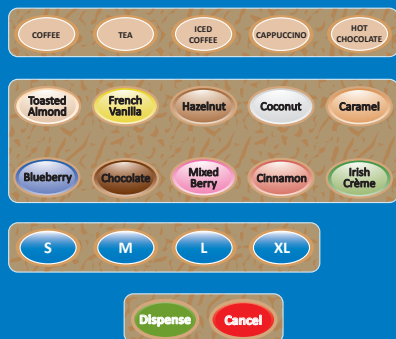 COFFEE
TEA
ICED
COFFEE
CAPPUCCINO
HOT
CHOCOLATE
Toasted
Almond
French
Vanilla
Hazelnut
Coconut
Caramel
Blueberry
Chocolate
Mixed
Berry
Cinnamon
Irish
Crème
S
M
L
XL
Dispense
Cancel